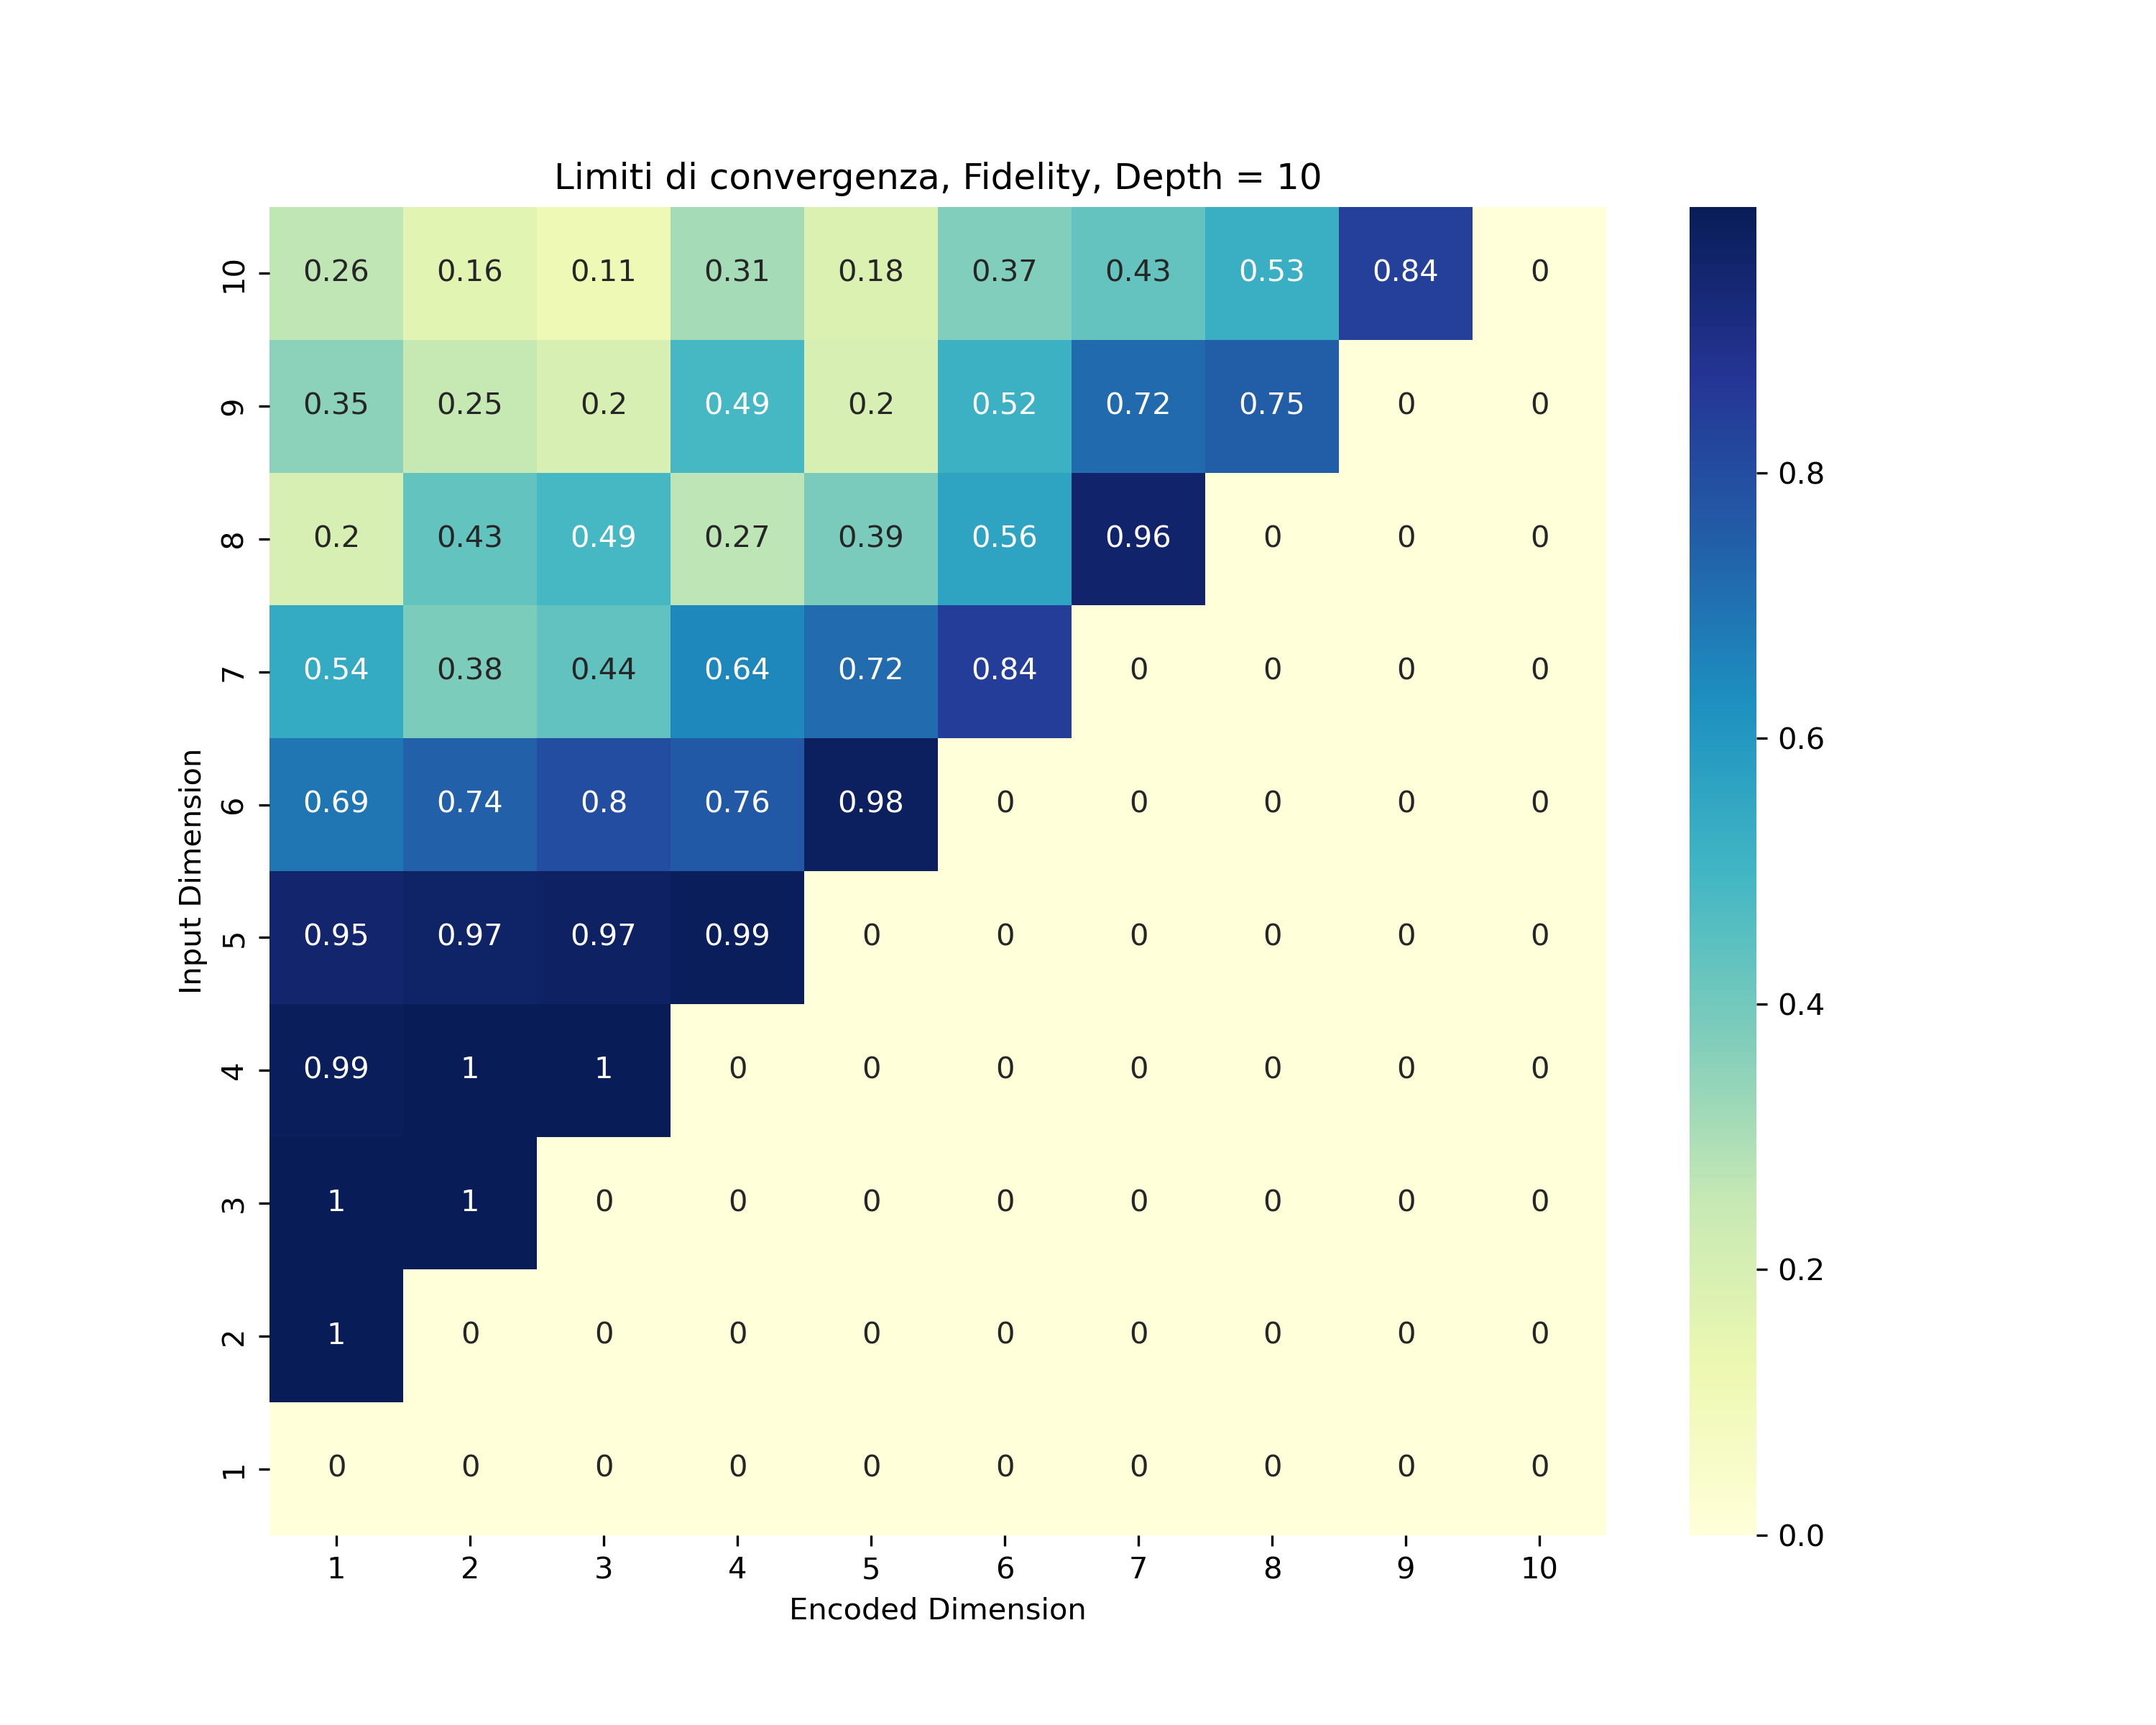 Limiti di convergenza, Fidelity, Depth = 10
Input Dimension
10 0.26 0.16 0.11 0.31 0.18 0.37 0.43 0.53 0.84 0
9 0.35 0.25 0.2 0.49 0.2 0.52 0.72 0.75 0 0
8 0.2 0.43 0.49 0.27 0.39 0.56 0.96 0 0 0
7 0.54 0.38 0.44 0.64 0.72 0.84 0 0 0 0
6 0.69 0.74 0.8 0.76 0.98 0 0 0 0 0
5 0.95 0.97 0.97 0.99 0 0 0 0 0 0
4 0.99 1 1 0 0 0 0 0 0 0
3 1 1 0 0 0 0 0 0 0 0
2 1 0 0 0 0 0 0 0 0 0
1 0 0 0 0 0 0 0 0 0 0
1 2 3 4 5 6 7 8 9 10
Encoded Dimension
0.8
0.6
0.4
0.2
0.0